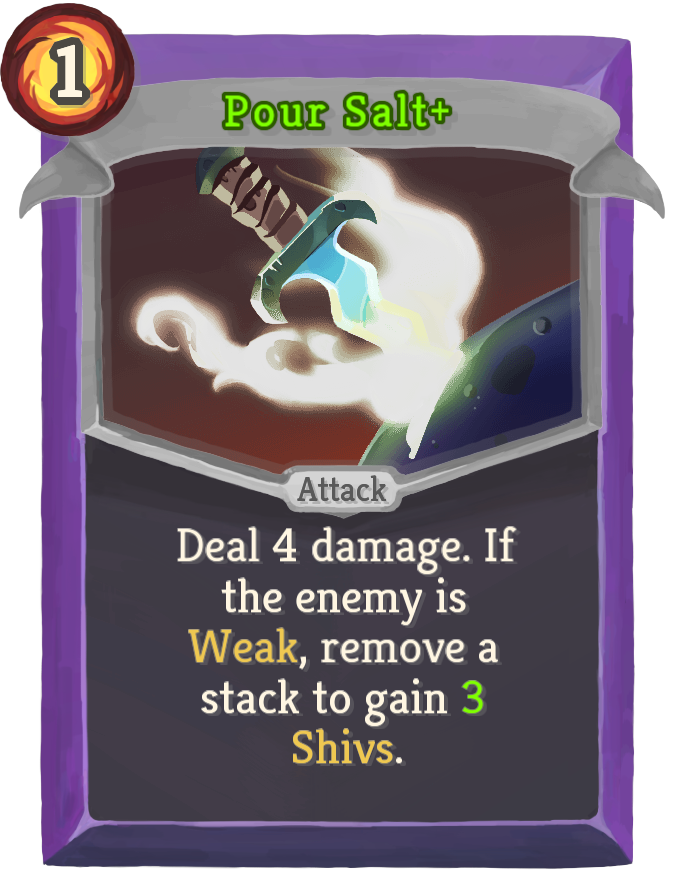 1
Pour Salt+
Attack
Deal 4 damage. If
the enemy is
Weak, remove a
stack to gain 3
Shivs.